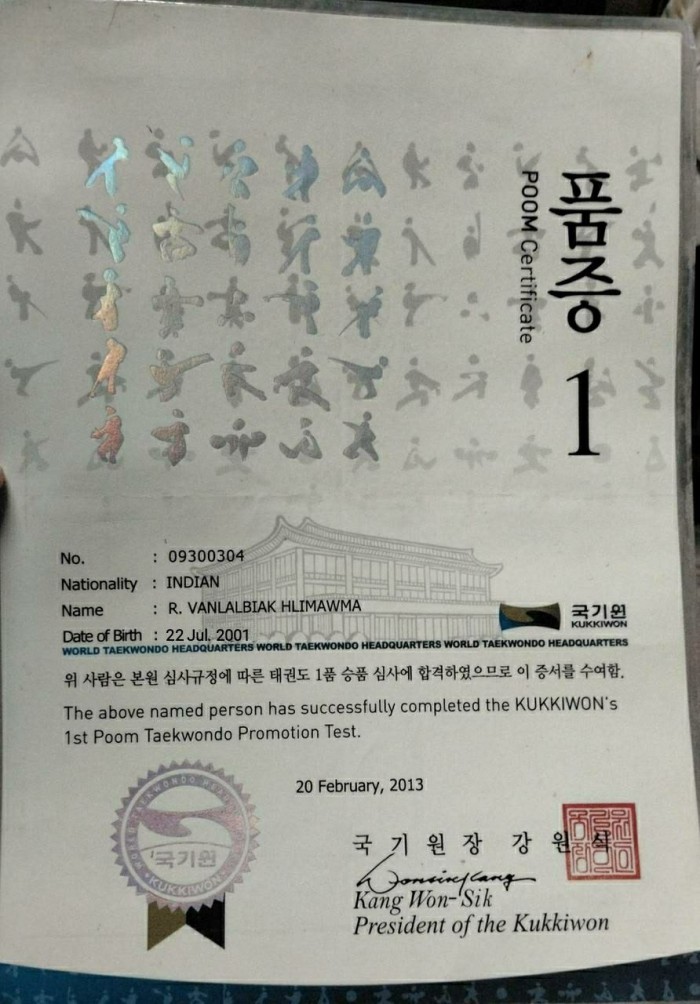 품증 1
POOM Certificate
No. : 09300304
Nationality : INDIAN
Name : R. VANLALBIAK HLIMAWMA
Date of Birth : 22 Jul. 2001
국기원
KUKKIWON
WORLD TAEKWONDO HEADQUARTERS WORLD TAEKWONDO HEADQUARTERS WORLD TAEKWONDO HEADQUARTERS
위 사람은 본원 심사규정에 따른 태권도 1품 승품 심사에 합격하였으므로 이 증서를 수여함.
The above named person has successfully completed the KUKKIWON's
1st Poom Taekwondo Promotion Test.
20 February, 2013
국기원
KUKKIWON
국 기 원 장 강 원 식
Kang Won-Sik
President of the Kukkiwon